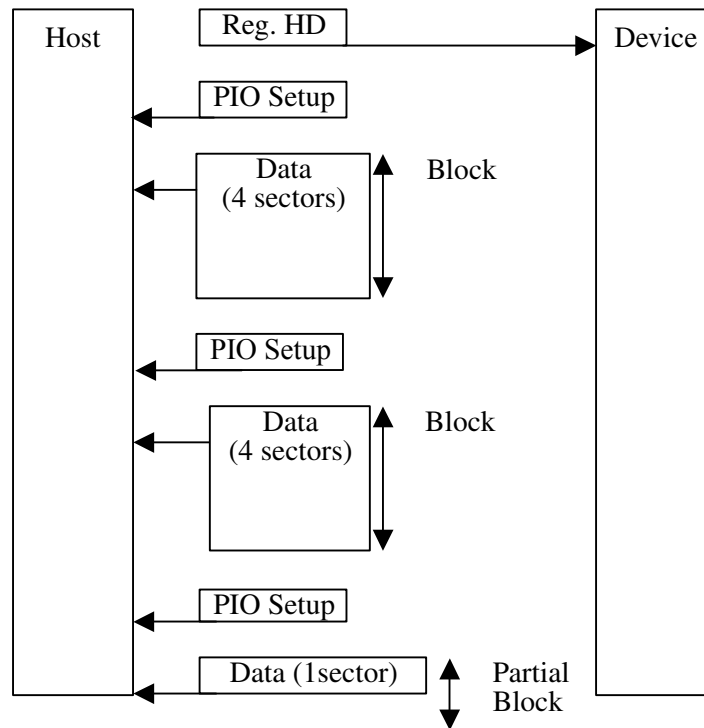 Host
Reg. HD
Device
PIO Setup
Data
(4 sectors)
Block
PIO Setup
Data
(4 sectors)
Block
PIO Setup
Data (1sector)
Partial
Block